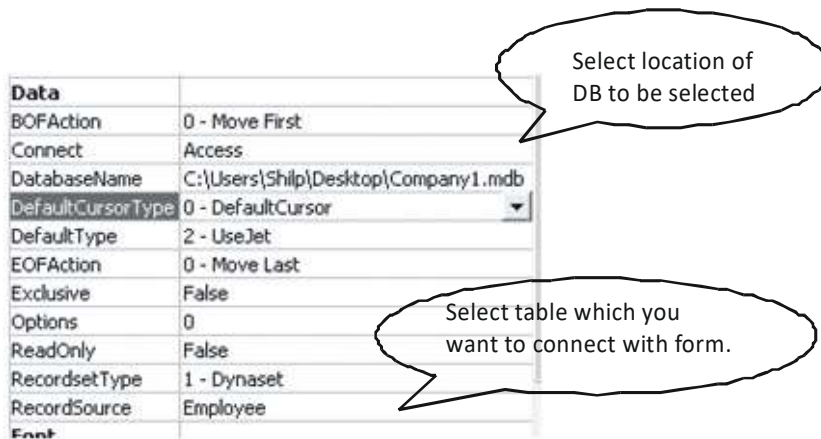 Select location of
DB to be selected
Data
BOFAction 0 - Move First
Connect Access
DatabaseName C:\Users\Shilp\Desktop\Company1.mdb
DefaultCursorType 0 - DefaultCursor
DefaultType 2 - UseJet
EOFAction 0 - Move Last
Exclusive False
Options 0
ReadOnly False
RecordsetType 1 - Dynaset
RecordSource Employee
Font
Select table which you
want to connect with form.